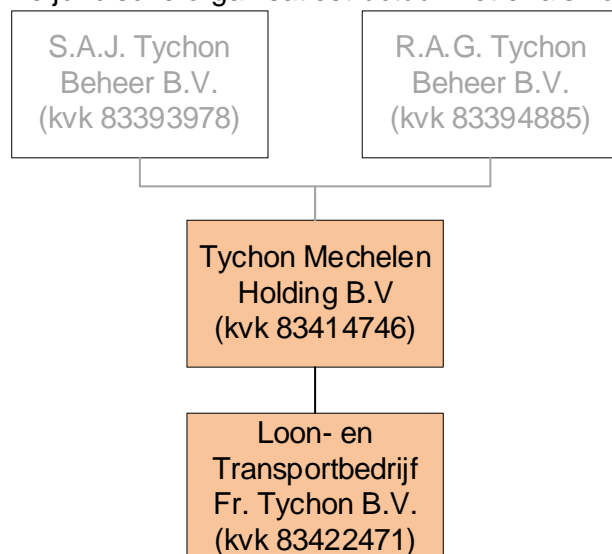 S.A.J. Tychon
Beheer B.V.
(kvk 83393978)
R.A.G. Tychon
Beheer B.V.
(kvk 83394885)
Tychon Mechelen
Holding B.V
(kvk 83414746)
Loon- en
Transportbedrijf
Fr. Tychon B.V.
(kvk 83422471)